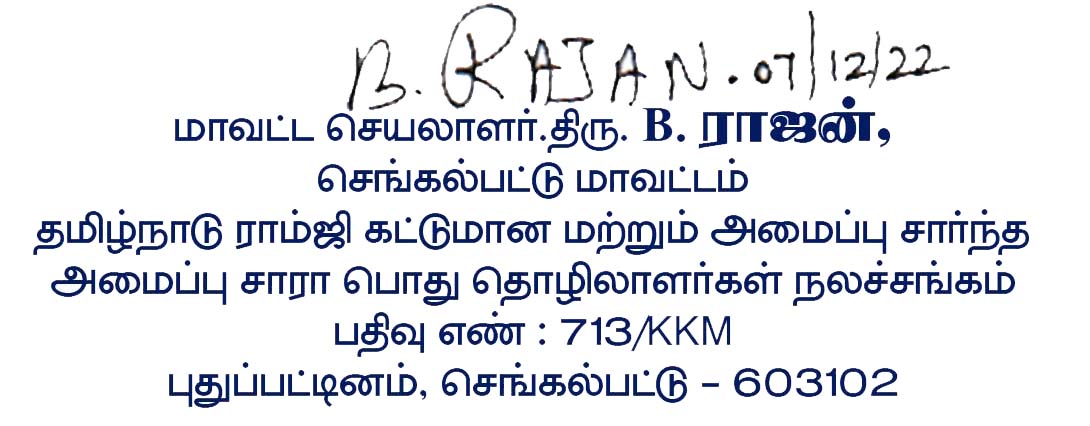 B. RAJAN. 07/12/22
மாவட்ட செயலாளர்.திரு. B. ராஜன்,
செங்கல்பட்டு மாவட்டம்
தமிழ்நாடு ராம்ஜி கட்டுமான மற்றும் அமைப்பு சார்ந்த
அமைப்பு சாரா பொது தொழிலாளர்கள் நலச்சங்கம்
பதிவு எண் : 713/KKM
புதுப்பட்டினம், செங்கல்பட்டு – 603102